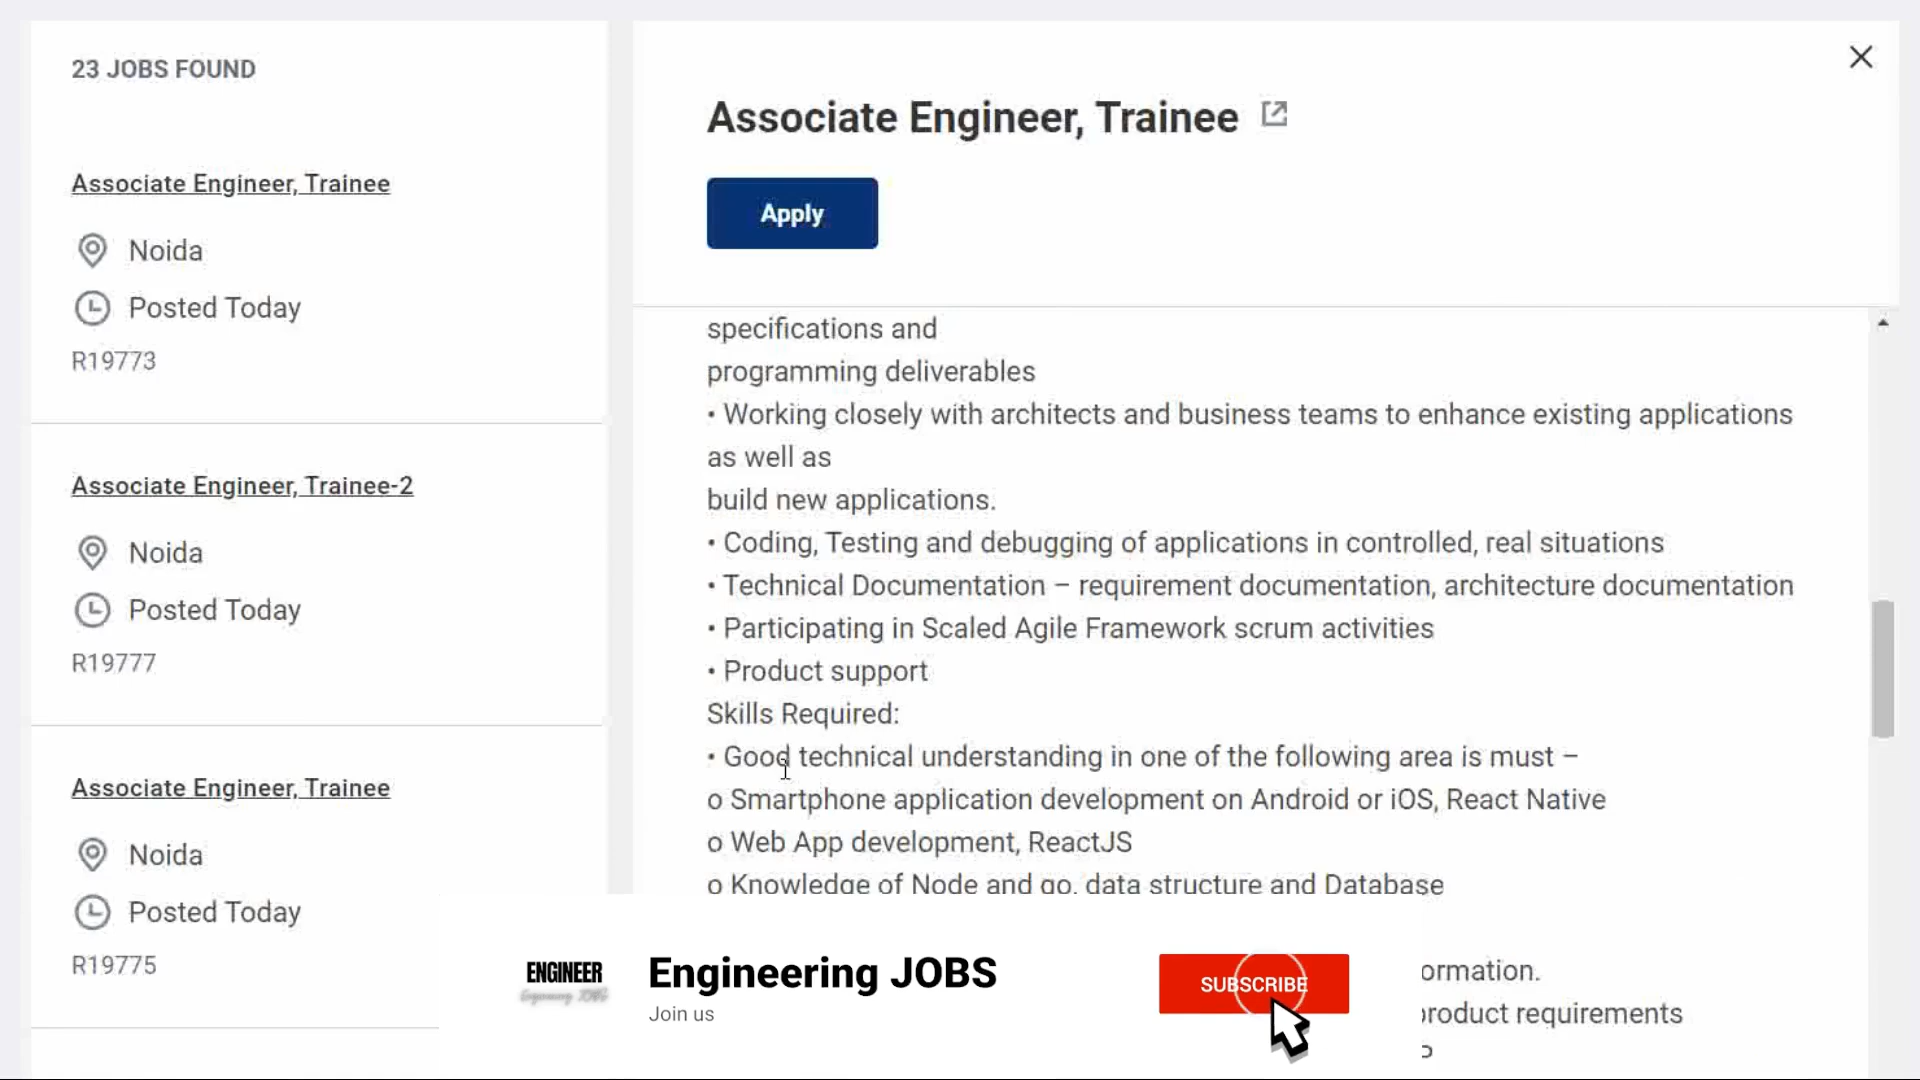 23 JOBS FOUND
Associate Engineer, Trainee
Noida
Posted Today
R19773
Associate Engineer, Trainee-2
Noida
Posted Today
R19777
Associate Engineer, Trainee
Noida
Posted Today
R19775
Associate Engineer, Trainee
Apply
specifications and
programming deliverables
• Working closely with architects and business teams to enhance existing applications
as well as
build new applications.
• Coding, Testing and debugging of applications in controlled, real situations
• Technical Documentation – requirement documentation, architecture documentation
• Participating in Scaled Agile Framework scrum activities
• Product support
Skills Required:
• Good technical understanding in one of the following area is must –
o Smartphone application development on Android or iOS, React Native
o Web App development, ReactJS
o Knowledge of Node and go, data structure and Database
ormation.
product requirements
ENGINEER
Engineering JOBS
Engineering JOBS
Join us
SUBSCRIBE